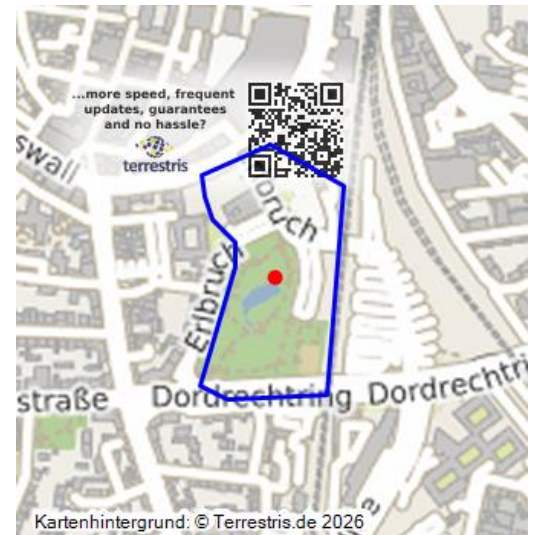 ...more speed, frequent
updates, guarantees
and no hassle?
terrestris
swall
bruch
Erlbruch
straße
Dordrechtring
Dordrechtri
Kartenhintergrund: © Terrestris.de 2026